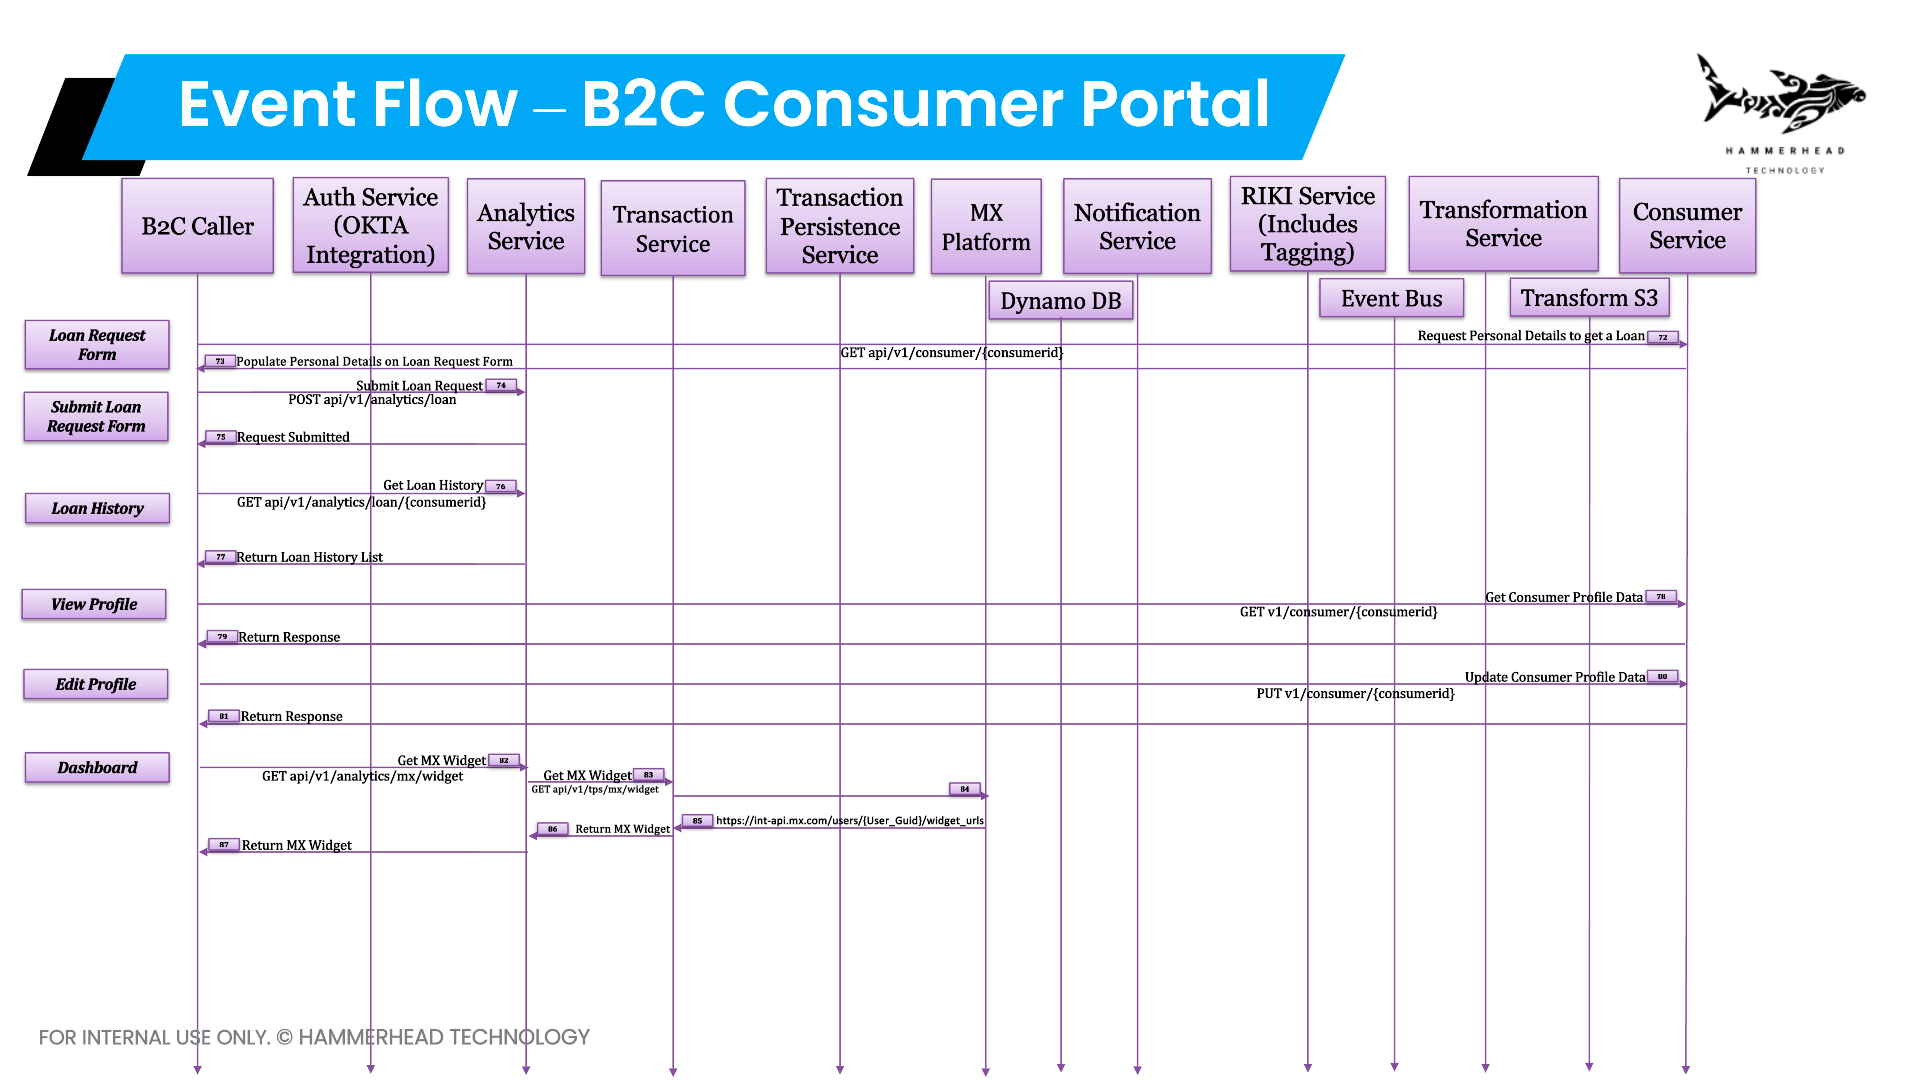 Event Flow – B2C Consumer Portal
HAMMERHEAD
TECHNOLOGY
B2C Caller
Auth Service
(OKTA
Integration)
Analytics
Service
Transaction
Service
Transaction
Persistence
Service
MX
Platform
Notification
Service
RIKI Service
(Includes
Tagging)
Transformation
Service
Consumer
Service
Dynamo DB
Event Bus
Transform S3
Loan Request
Form
Request Personal Details to get a Loan
72
GET api/v1/consumer/{consumerid}
73
Populate Personal Details on Loan Request Form
Submit Loan
Request Form
Submit Loan Request
74
POST api/v1/analytics/loan
75
Request Submitted
Loan History
Get Loan History
76
GET api/v1/analytics/loan/{consumerid}
77
Return Loan History List
View Profile
Get Consumer Profile Data
78
GET v1/consumer/{consumerid}
79
Return Response
Edit Profile
Update Consumer Profile Data
80
PUT v1/consumer/{consumerid}
81
Return Response
Dashboard
Get MX Widget
82
GET api/v1/analytics/mx/widget
Get MX Widget
83
GET api/v1/tps/mx/widget
84
85
https://int-api.mx.com/users/{User_Guid}/widget_urls
86
Return MX Widget
87
Return MX Widget
FOR INTERNAL USE ONLY. © HAMMERHEAD TECHNOLOGY